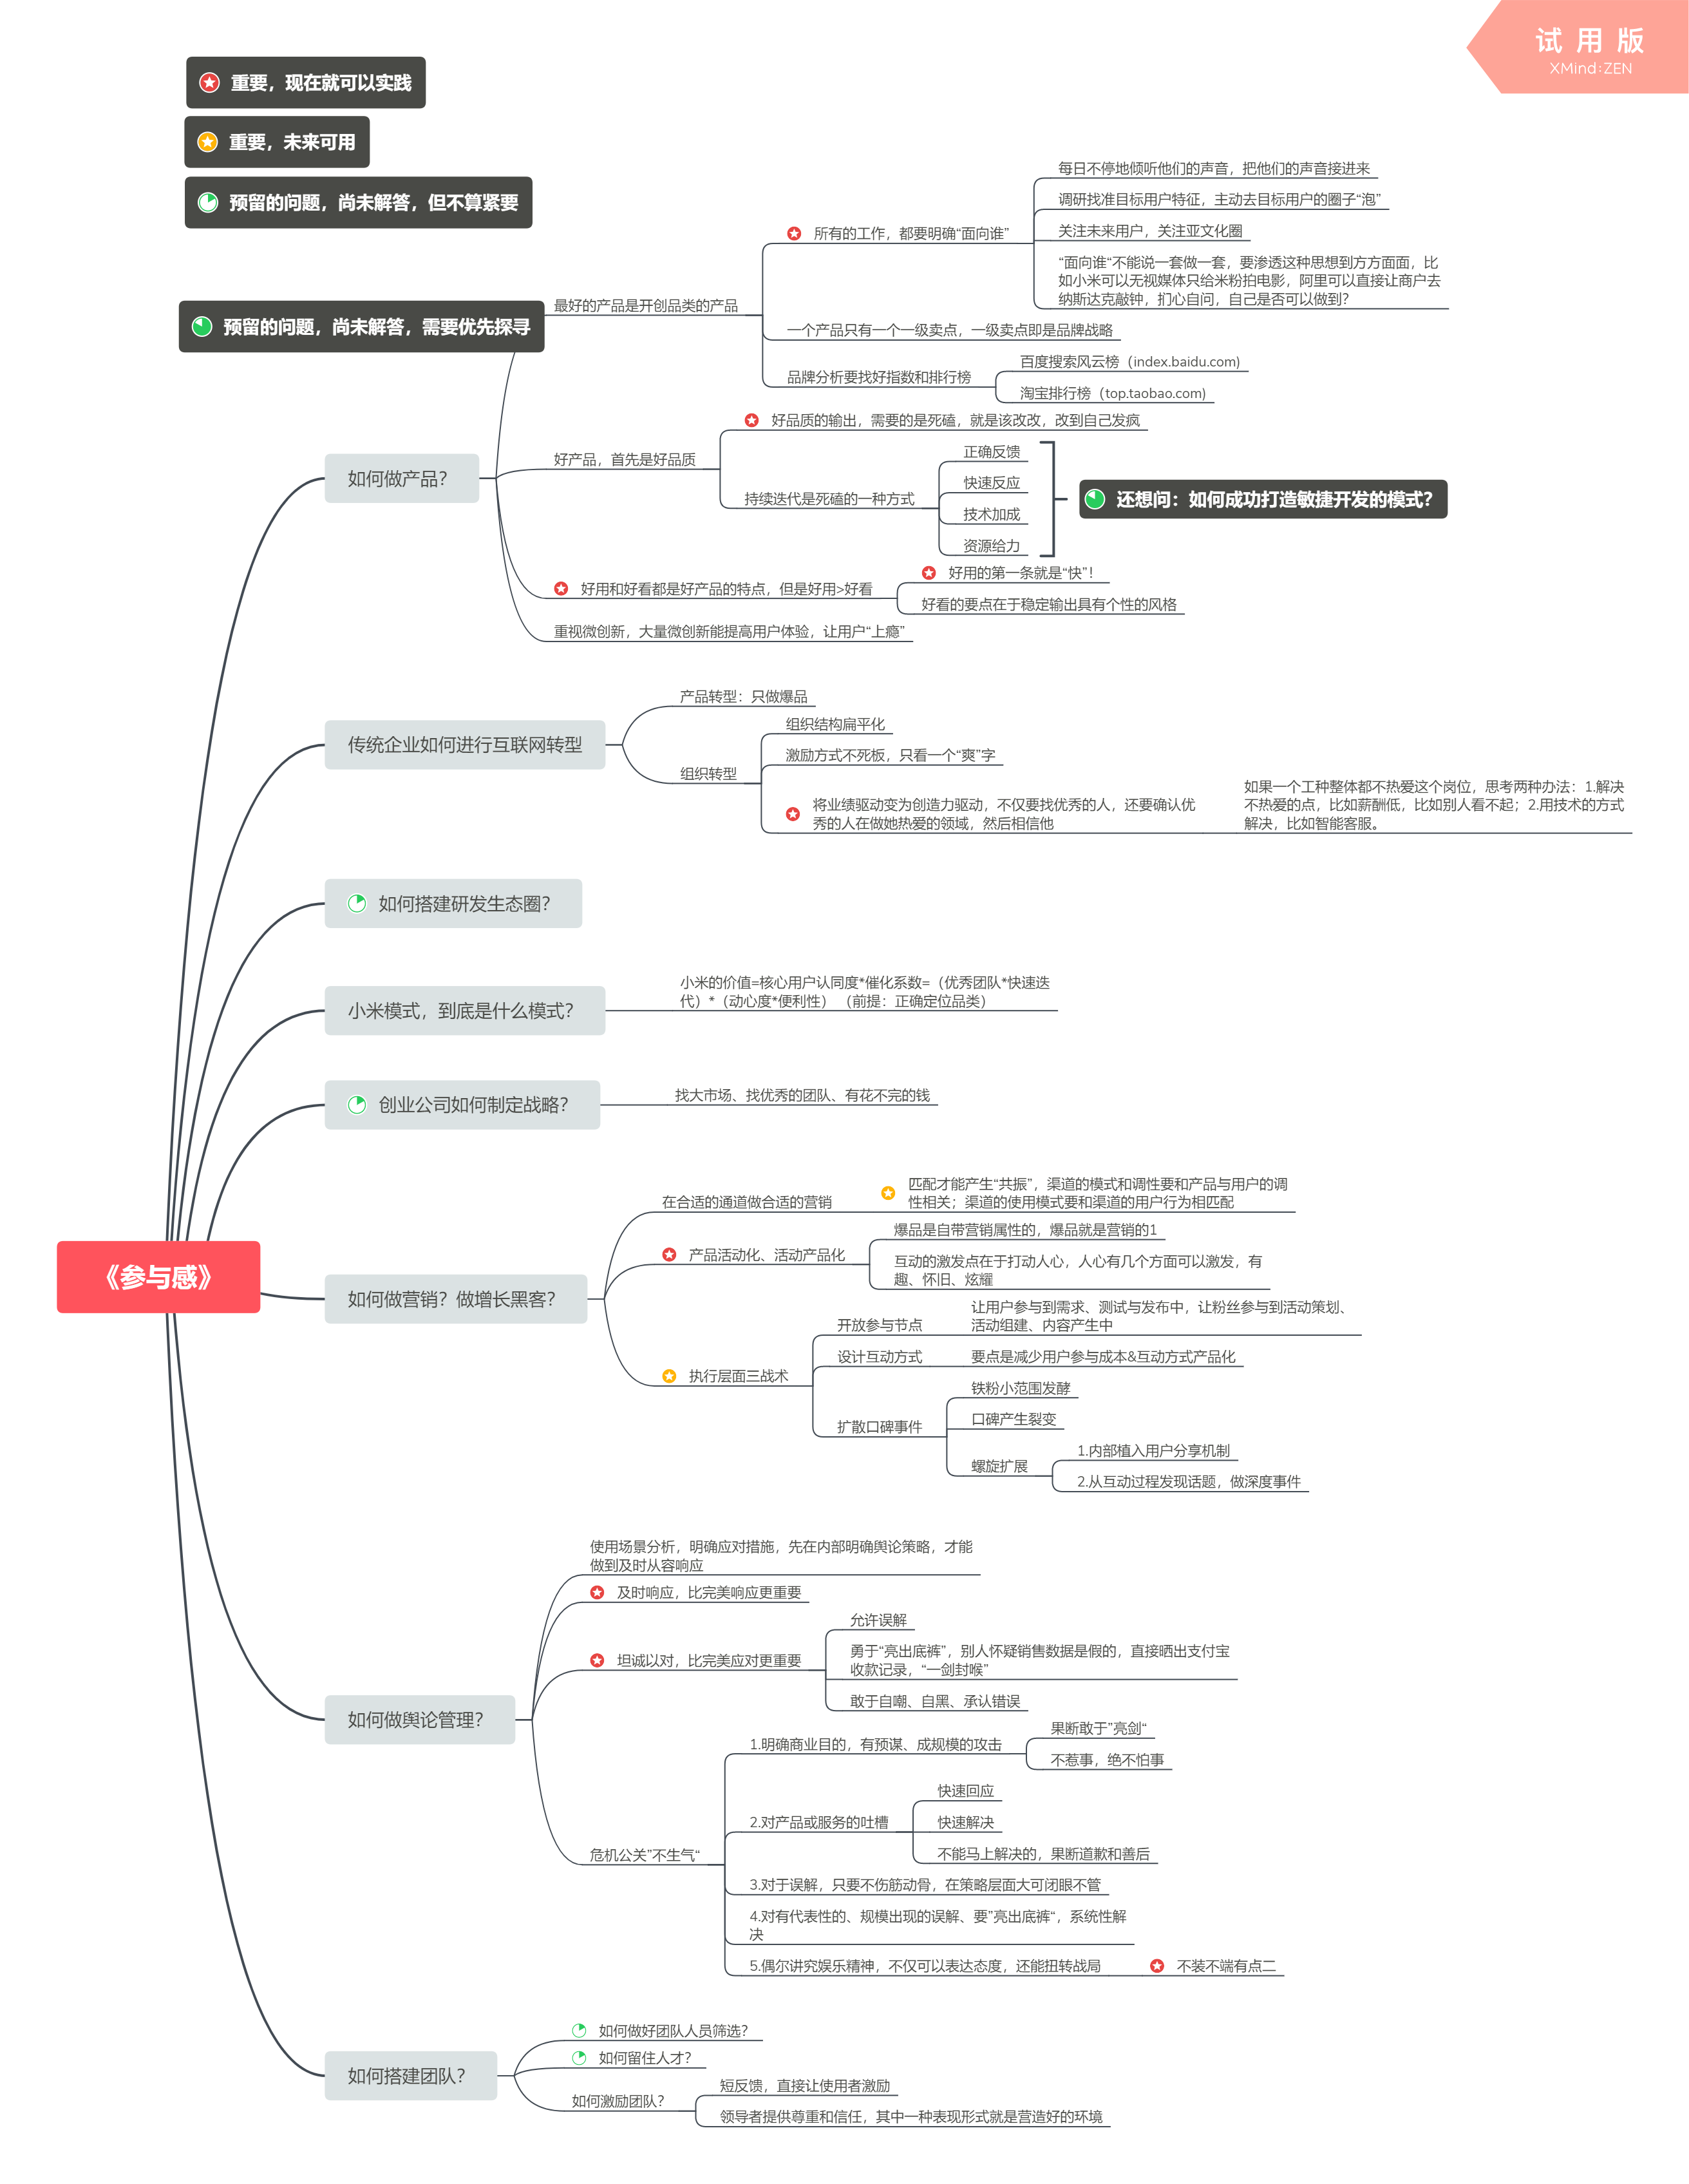 试用版
XMind:ZEN
重要，现在就可以实践
重要，未来可用
预留的问题，尚未解答，但不算紧要
预留的问题，尚未解答，需要优先探寻
《参与感》
如何做产品？
最好的产品是开创品类的产品
所有的工作，都要明确“面向谁”
每日不停地倾听他们的声音，把他们的声音接进来
调研找准目标用户特征，主动去目标用户的圈子“泡”
关注未来用户，关注亚文化圈
“面向谁“不能说一套做一套，要渗透这种思想到方方面面，比
如小米可以无视媒体只给米粉拍电影，阿里可以直接让商户去
纳斯达克敲钟，扪心自问，自己是否可以做到？
一个产品只有一个一级卖点，一级卖点即是品牌战略
品牌分析要找好指数和排行榜
百度搜索风云榜（index.baidu.com)
淘宝排行榜（top.taobao.com)
好产品，首先是好品质
好品质的输出，需要的是死磕，就是该改改，改到自己发疯
持续迭代是死磕的一种方式
正确反馈
快速反应
技术加成
资源给力
还想问：如何成功打造敏捷开发的模式？
好用和好看都是好产品的特点，但是好用>好看
好用的第一条就是“快”！
好看的要点在于稳定输出具有个性的风格
重视微创新，大量微创新能提高用户体验，让用户“上瘾”
传统企业如何进行互联网转型
产品转型：只做爆品
组织转型
组织结构扁平化
激励方式不死板，只看一个“爽”字
将业绩驱动变为创造力驱动，不仅要找优秀的人，还要确认优
秀的人在做她热爱的领域，然后相信他
如果一个工种整体都不热爱这个岗位，思考两种办法：1.解决
不热爱的点，比如薪酬低，比如别人看不起；2.用技术的方式
解决，比如智能客服。
如何搭建研发生态圈？
小米模式，到底是什么模式？
小米的价值=核心用户认同度*催化系数=（优秀团队*快速迭
代）*（动心度*便利性）（前提：正确定位品类）
创业公司如何制定战略？
找大市场、找优秀的团队、有花不完的钱
如何做营销？做增长黑客？
在合适的通道做合适的营销
匹配才能产生“共振”，渠道的模式和调性要和产品与用户的调
性相关；渠道的使用模式要和渠道的用户行为相匹配
产品活动化、活动产品化
爆品是自带营销属性的，爆品就是营销的1
互动的激发点在于打动人心，人心有几个方面可以激发，有
趣、怀旧、炫耀
执行层面三战术
开放参与节点
让用户参与到需求、测试与发布中，让粉丝参与到活动策划、
活动组建、内容产生中
设计互动方式
要点是减少用户参与成本&互动方式产品化
扩散口碑事件
铁粉小范围发酵
口碑产生裂变
螺旋扩展
1.内部植入用户分享机制
2.从互动过程发现话题，做深度事件
如何做舆论管理？
使用场景分析，明确应对措施，先在内部明确舆论策略，才能
做到及时从容响应
及时响应，比完美响应更重要
坦诚以对，比完美应对更重要
允许误解
勇于“亮出底裤”，别人怀疑销售数据是假的，直接晒出支付宝
收款记录，“一剑封喉”
敢于自嘲、自黑、承认错误
危机公关”不生气“
1.明确商业目的，有预谋、成规模的攻击
果断敢于”亮剑“
不惹事，绝不怕事
2.对产品或服务的吐槽
快速回应
快速解决
不能马上解决的，果断道歉和善后
3.对于误解，只要不伤筋动骨，在策略层面大可闭眼不管
4.对有代表性的、规模出现的误解、要”亮出底裤“，系统性解
决
5.偶尔讲究娱乐精神，不仅可以表达态度，还能扭转战局
不装不端有点二
如何搭建团队？
如何做好团队人员筛选？
如何留住人才？
如何激励团队？
短反馈，直接让使用者激励
领导者提供尊重和信任，其中一种表现形式就是营造好的环境